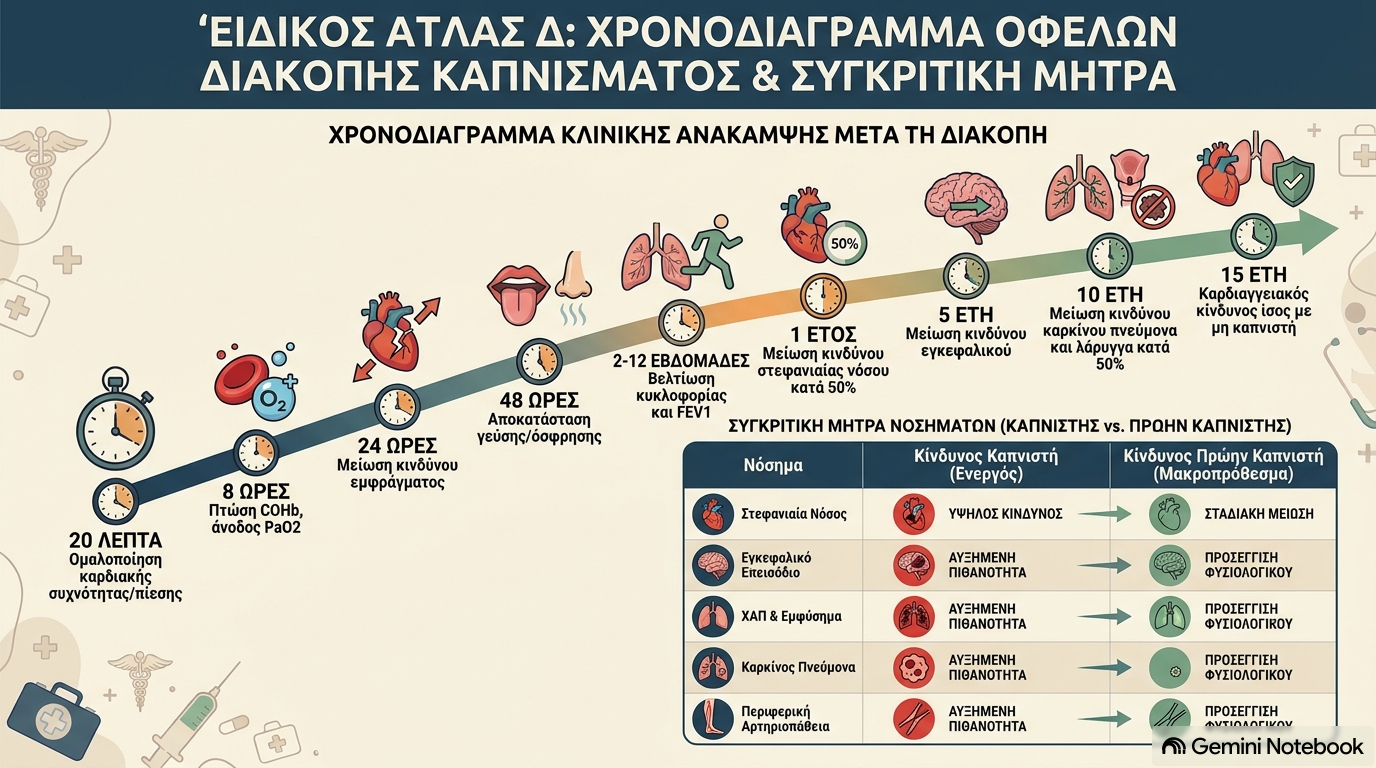 ‘ΕΙΔΙΚΟΣ ΑΤΛΑΣ Δ: ΧΡΟΝΟΔΙΑΓΡΑΜΜΑ ΟΦΕΛΩΝ
ΔΙΑΚΟΠΗΣ ΚΑΠΝΙΣΜΑΤΟΣ & ΣΥΓΚΡΙΤΙΚΗ ΜΗΤΡΑ
ΧΡΟΝΟΔΙΑΓΡΑΜΜΑ ΚΛΙΝΙΚΗΣ ΑΝΑΚΑΜΨΗΣ ΜΕΤΑ ΤΗ ΔΙΑΚΟΠΗ
20 ΛΕΠΤΑ
Ομαλοποίηση
καρδιακής
συχνότητας/πίεσης
O2
8 ΩΡΕΣ
Πτώση COHb,
άνοδος PaO2
24 ΩΡΕΣ
Μείωση κινδύνου
εμφράγματος
48 ΩΡΕΣ
Αποκατάσταση
γεύσης/όσφρησης
2-12 ΕΒΔΟΜΑΔΕΣ
Βελτίωση
κυκλοφορίας
και FEV1
50%
1 ΕΤΟΣ
Μείωση κινδύνου
στεφανιαίας νόσου
κατά 50%
5 ΕΤΗ
Μείωση κινδύνου
εγκεφαλικού
10 ΕΤΗ
Μείωση κινδύνου
καρκίνου πνεύμονα
και λάρυγγα κατά
50%
15 ΕΤΗ
Καρδιαγγειακός
κίνδυνος ίσος με
μη καπνιστή
ΣΥΓΚΡΙΤΙΚΗ ΜΗΤΡΑ ΝΟΣΗΜΑΤΩΝ (ΚΑΠΝΙΣΤΗΣ vs. ΠΡΩΗΝ ΚΑΠΝΙΣΤΗΣ)
Νόσημα
Κίνδυνος Καπνιστή
(Ενεργός)
Κίνδυνος Πρώην Καπνιστή
(Μακροπρόθεσμα)
Στεφανιαία Νόσος
ΥΨΗΛΟΣ ΚΙΝΔΥΝΟΣ
ΣΤΑΔΙΑΚΗ ΜΕΙΩΣΗ
Εγκεφαλικό
Επεισόδιο
ΑΥΞΗΜΕΝΗ
ΠΙΘΑΝΟΤΗΤΑ
ΠΡΟΣΕΓΓΙΣΗ
ΦΥΣΙΟΛΟΓΙΚΟΥ
ΧΑΠ & Εμφύσημα
ΑΥΞΗΜΕΝΗ
ΠΙΘΑΝΟΤΗΤΑ
ΠΡΟΣΕΓΓΙΣΗ
ΦΥΣΙΟΛΟΓΙΚΟΥ
Καρκίνος Πνεύμονα
ΑΥΞΗΜΕΝΗ
ΠΙΘΑΝΟΤΗΤΑ
ΠΡΟΣΕΓΓΙΣΗ
ΦΥΣΙΟΛΟΓΙΚΟΥ
Περιφερική
Αρτηριοπάθεια
ΑΥΞΗΜΕΝΗ
ΠΙΘΑΝΟΤΗΤΑ
ΠΡΟΣΕΓΓΙΣΗ
ΦΥΣΙΟΛΟΓΙΚΟΥ
Gemini Notebook